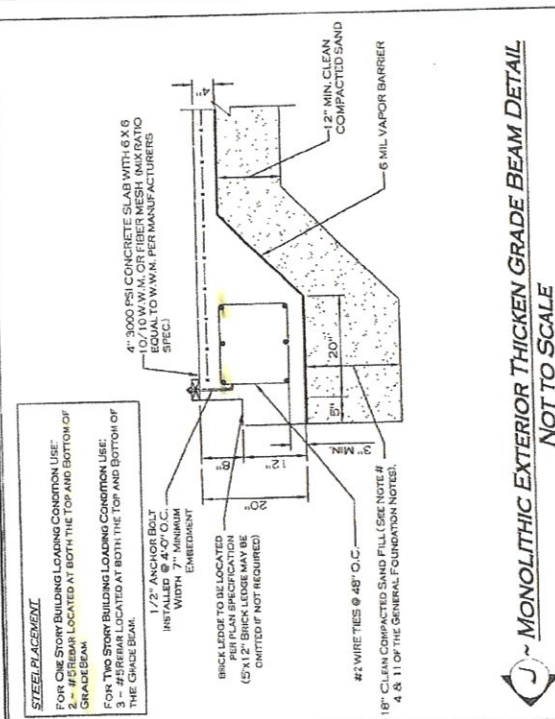 STEEL PLACEMENT
FOR ONE STORY BUILDING LOADING CONDITION USE:
2 ~ #5 REBAR LOCATED AT BOTH THE TOP AND BOTTOM OF
GRADE BEAM
FOR TWO STORY BUILDING LOADING CONDITION USE:
3 ~ #5 REBAR LOCATED AT BOTH THE TOP AND BOTTOM OF
THE GRADE BEAM.
4" 3000 PSI CONCRETE SLAB WITH 6 X 6
10/10 W.W.M. OR FIBER MESH (MIX RATIO
EQUAL TO W.W.M. PER MANUFACTURERS
SPEC.)
4"
1/2" ANCHOR BOLT
INSTALLED @ 4'-0" O.C.
WIDTH 7" MINIMUM
EMBEDMENT
12" MIN. CLEAN
COMPACTED SAND
BRICK LEDGE TO BE LOCATED
PER PLAN SPECIFICATION
(5"x12" BRICK LEDGE MAY BE
OMITTED IF NOT REQUIRED)
8"
12"
20"
3" MIN.
5"
20"
6 MIL VAPOR BARRIER
#2 WIRE TIES @ 48" O.C.
18" CLEAN COMPACTED SAND FILL (SEE NOTE #
4 & 11 OF THE GENERAL FOUNDATION NOTES).
J ~ MONOLITHIC EXTERIOR THICKEN GRADE BEAM DETAIL
NOT TO SCALE